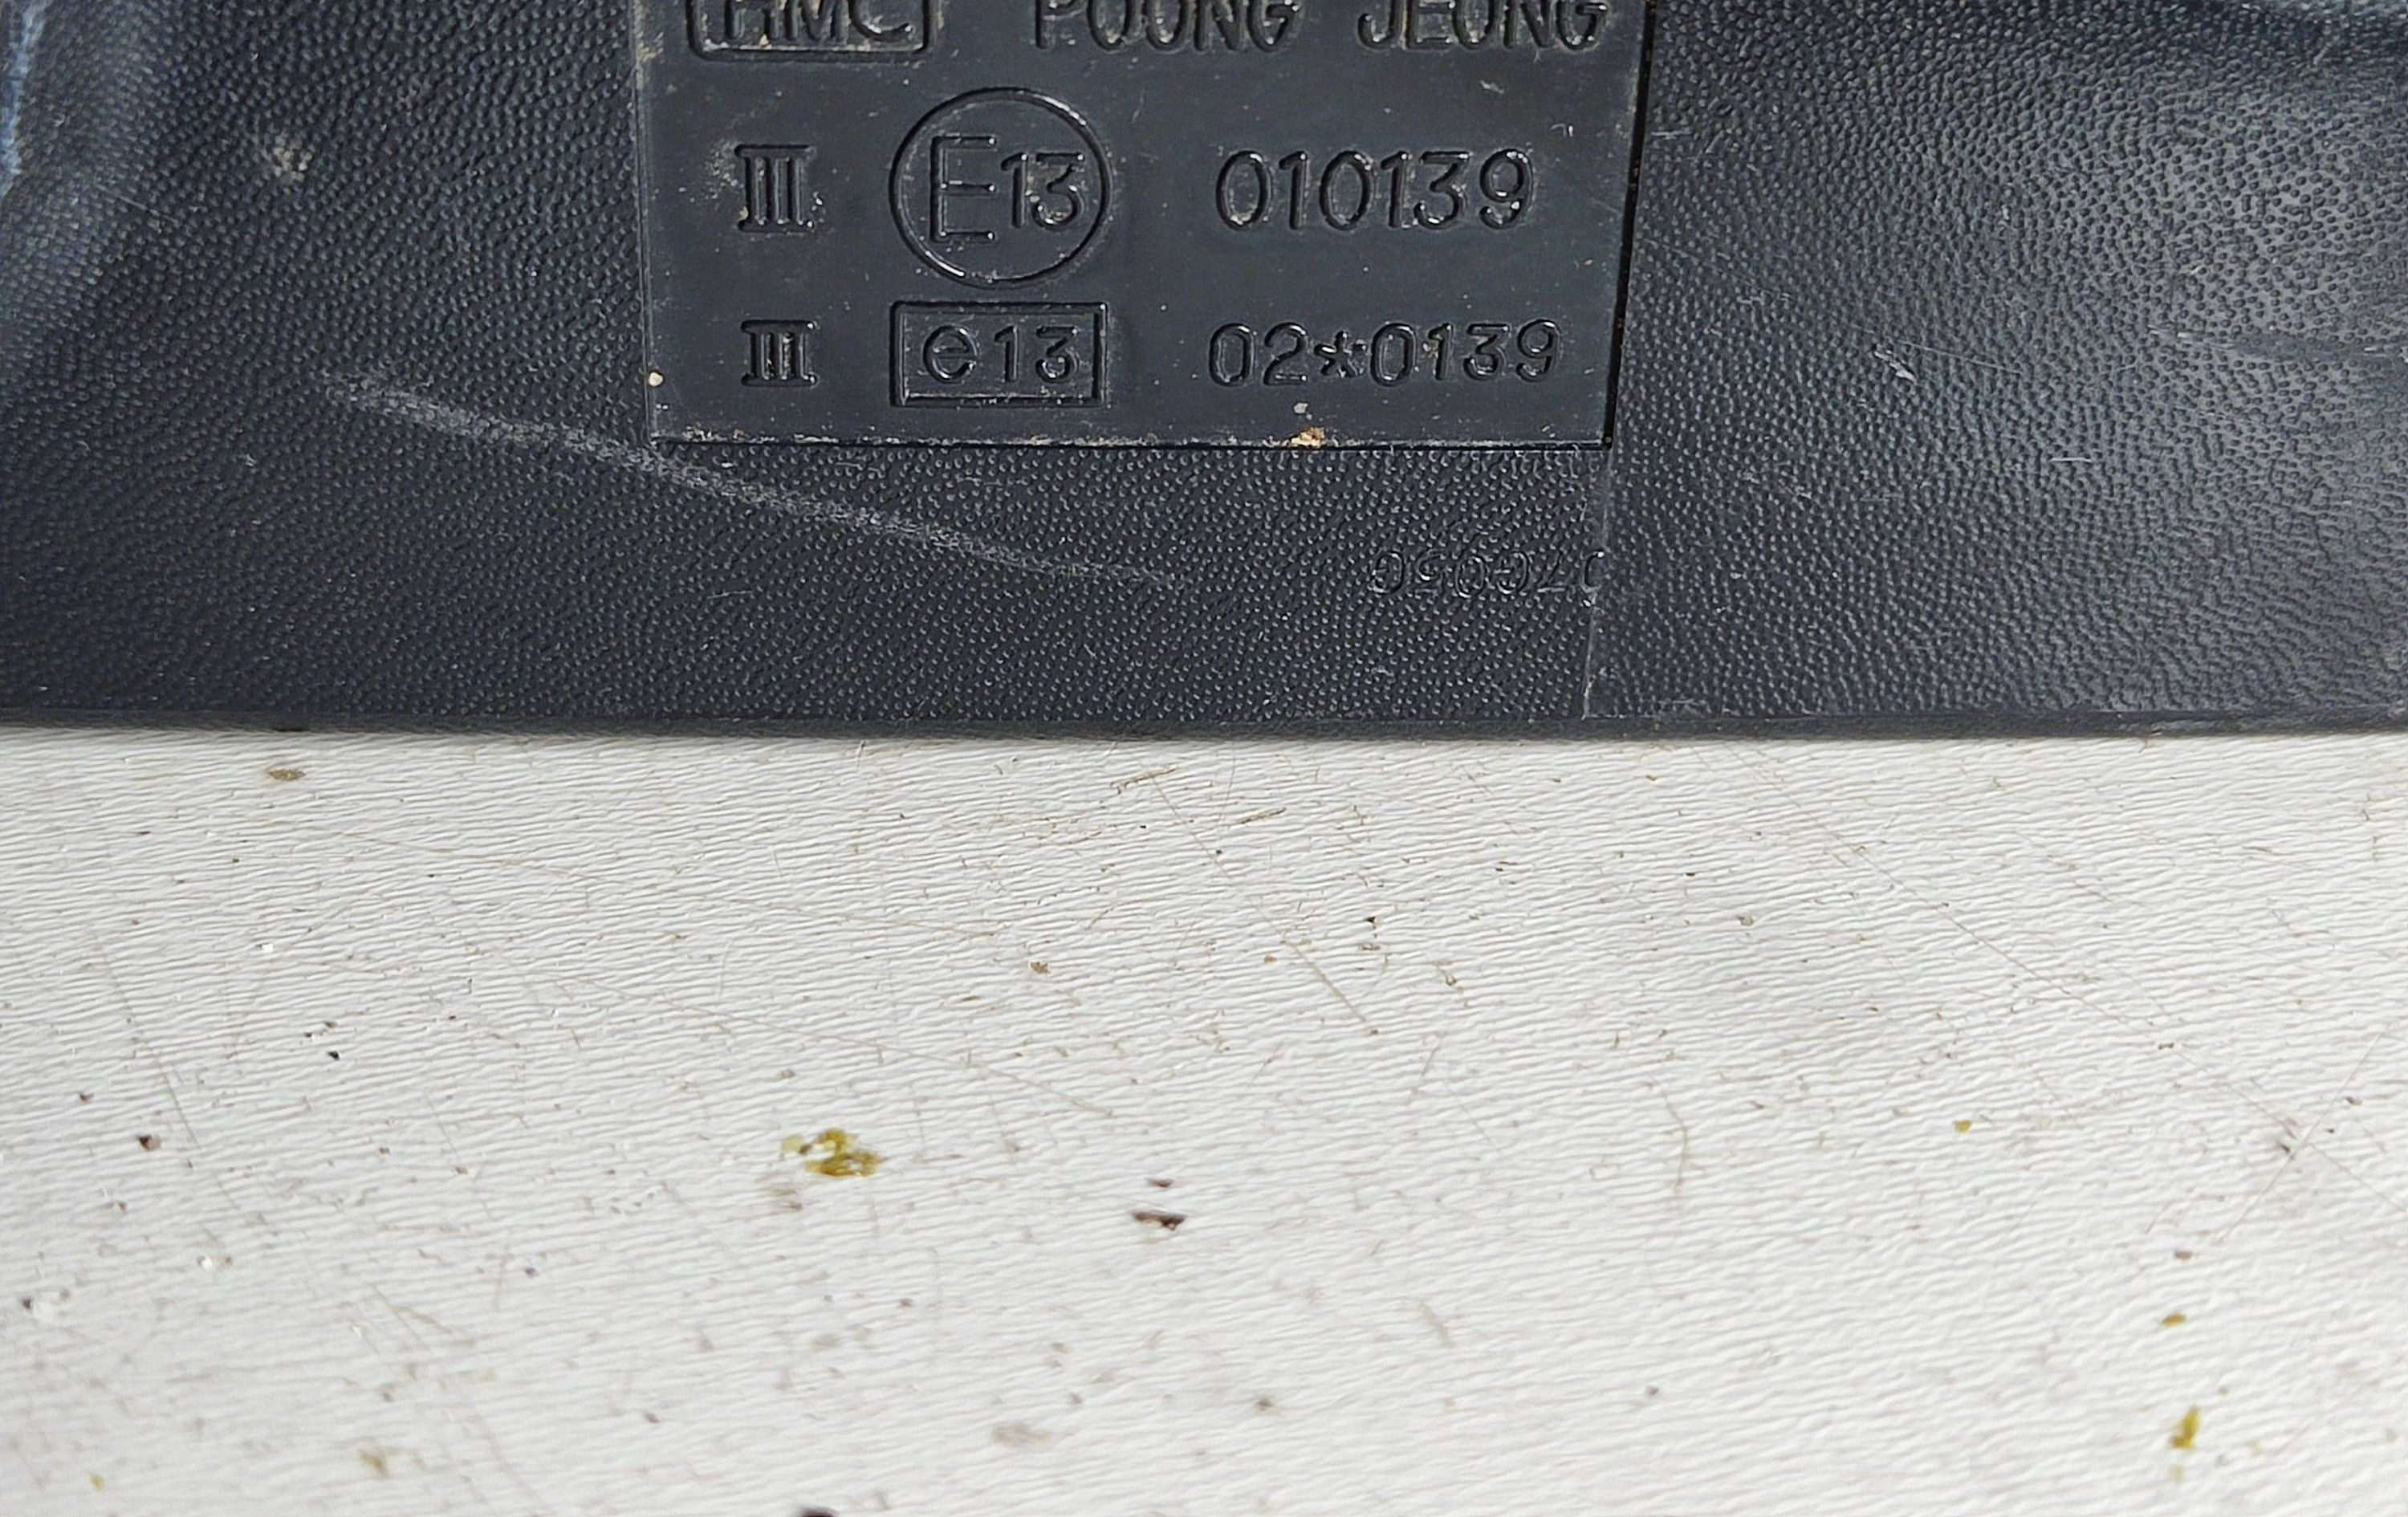 HMC POONG JEONG
III E13 010139
III e13 02*0139